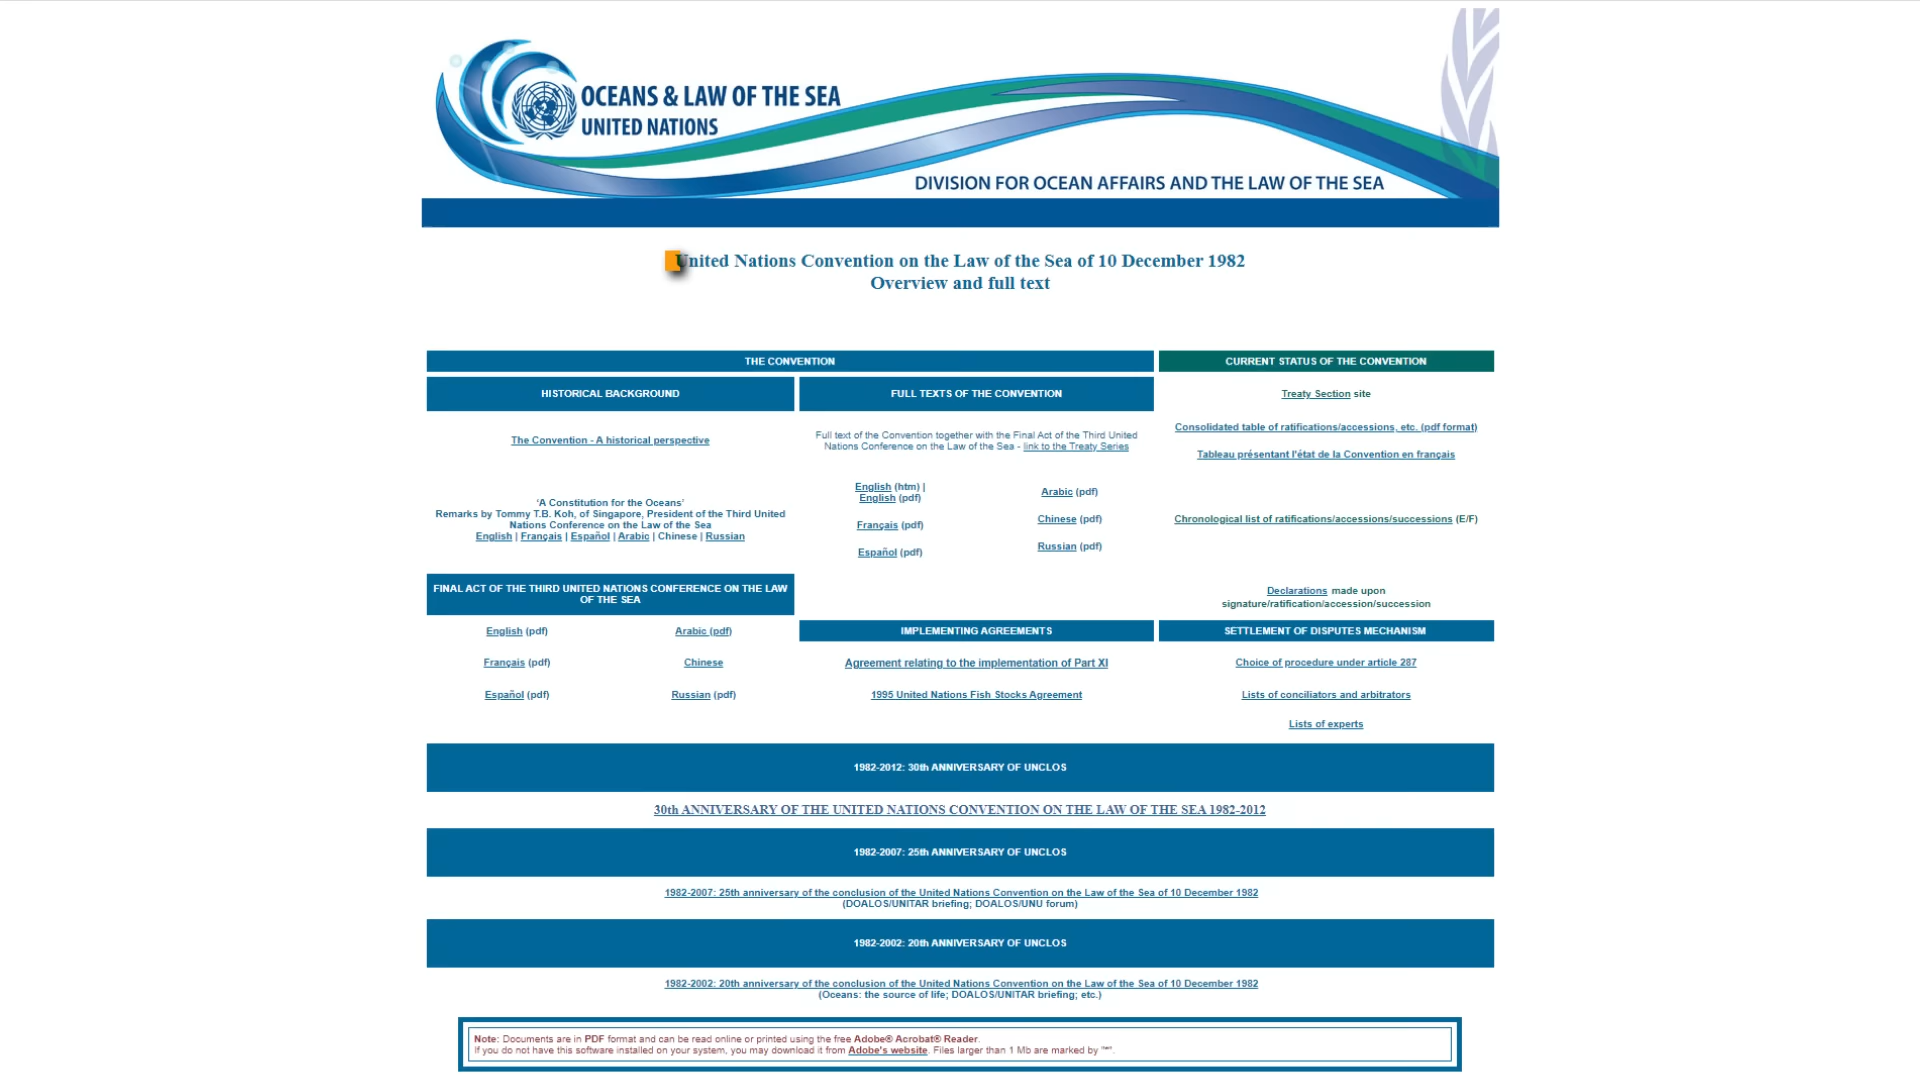 OCEANS & LAW OF THE SEA
UNITED NATIONS
DIVISION FOR OCEAN AFFAIRS AND THE LAW OF THE SEA
United Nations Convention on the Law of the Sea of 10 December 1982
Overview and full text
THE CONVENTION
CURRENT STATUS OF THE CONVENTION
HISTORICAL BACKGROUND
FULL TEXTS OF THE CONVENTION
Treaty Section site
The Convention - A historical perspective
Full text of the Convention together with the Final Act of the Third United
Nations Conference on the Law of the Sea - link to the Treaty Series
Consolidated table of ratifications/accessions, etc. (pdf format)
Tableau présentant l'état de la Convention en français
‘A Constitution for the Oceans’
Remarks by Tommy T.B. Koh, of Singapore, President of the Third United
Nations Conference on the Law of the Sea
English | Français | Español | Arabic | Chinese | Russian
English (htm) |
English (pdf)
Arabic (pdf)
Français (pdf)
Chinese (pdf)
Español (pdf)
Russian (pdf)
Chronological list of ratifications/accessions/successions (E/F)
FINAL ACT OF THE THIRD UNITED NATIONS CONFERENCE ON THE LAW
OF THE SEA
Declarations made upon
signature/ratification/accession/succession
English (pdf)
Arabic (pdf)
Français (pdf)
Chinese
Español (pdf)
Russian (pdf)
IMPLEMENTING AGREEMENTS
Agreement relating to the implementation of Part XI
1995 United Nations Fish Stocks Agreement
SETTLEMENT OF DISPUTES MECHANISM
Choice of procedure under article 287
Lists of conciliators and arbitrators
Lists of experts
1982-2012: 30th ANNIVERSARY OF UNCLOS
30th ANNIVERSARY OF THE UNITED NATIONS CONVENTION ON THE LAW OF THE SEA 1982-2012
1982-2007: 25th ANNIVERSARY OF UNCLOS
1982-2007: 25th anniversary of the conclusion of the United Nations Convention on the Law of the Sea of 10 December 1982
(DOALOS/UNITAR briefing; DOALOS/UNU forum)
1982-2002: 20th ANNIVERSARY OF UNCLOS
1982-2002: 20th anniversary of the conclusion of the United Nations Convention on the Law of the Sea of 10 December 1982
(Oceans: the source of life; DOALOS/UNITAR briefing; etc.)
Note: Documents are in PDF format and can be read online or printed using the free Adobe® Acrobat® Reader.
If you do not have this software installed on your system, you may download it from Adobe's website. Files larger than 1 Mb are marked by "*".